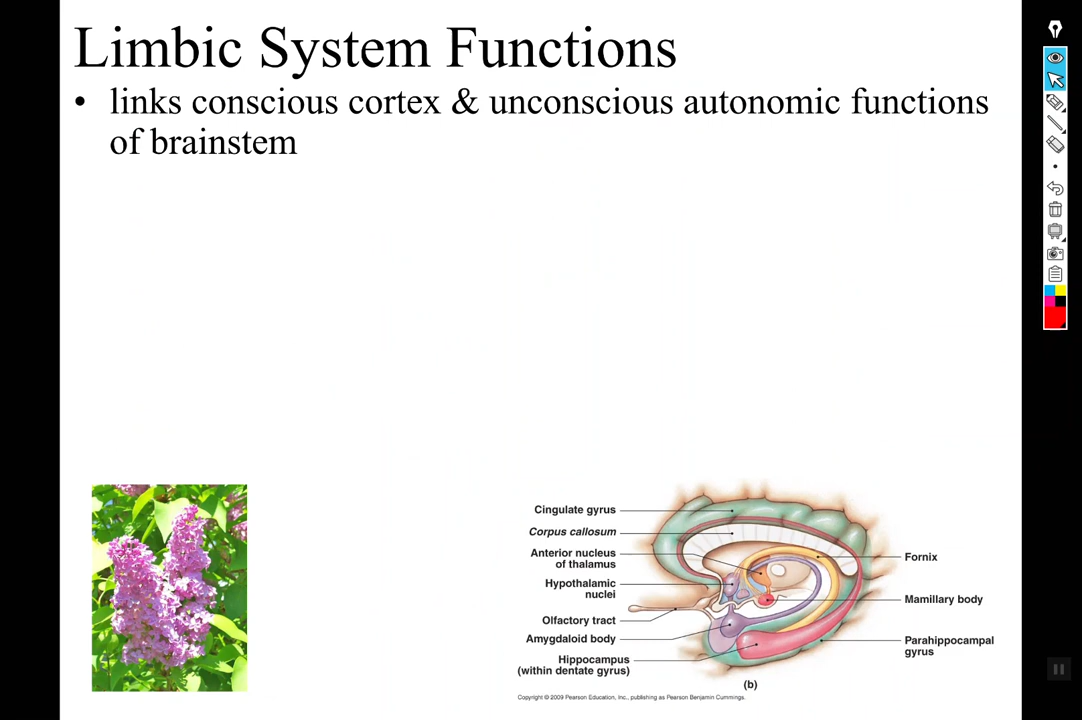 Limbic System Functions
• links conscious cortex & unconscious autonomic functions
of brainstem
Cingulate gyrus
Corpus callosum
Anterior nucleus
of thalamus
Hypothalamic
nuclei
Olfactory tract
Amygdaloid body
Hippocampus
(within dentate gyrus)
Fornix
Mamillary body
Parahippocampal
gyrus
(b)
Copyright © 2009 Pearson Education, Inc., publishing as Pearson Benjamin Cummings.